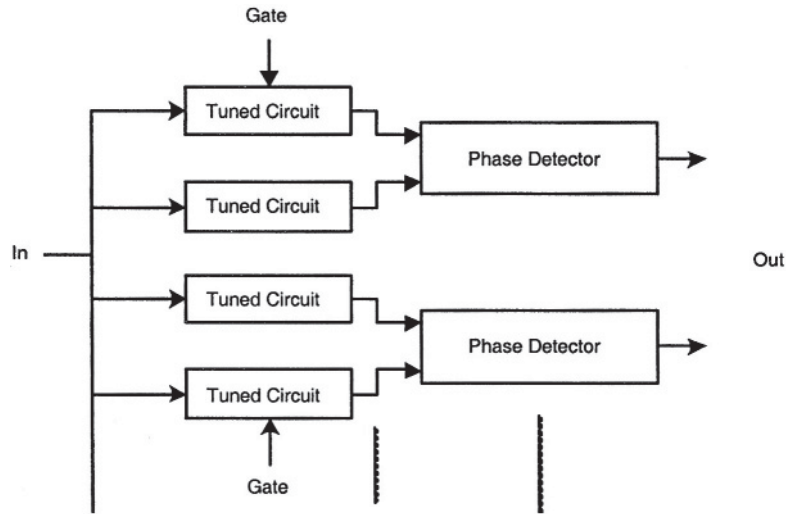 Gate
Tuned Circuit
Phase Detector
Tuned Circuit
In
Out
Tuned Circuit
Phase Detector
Tuned Circuit
Gate